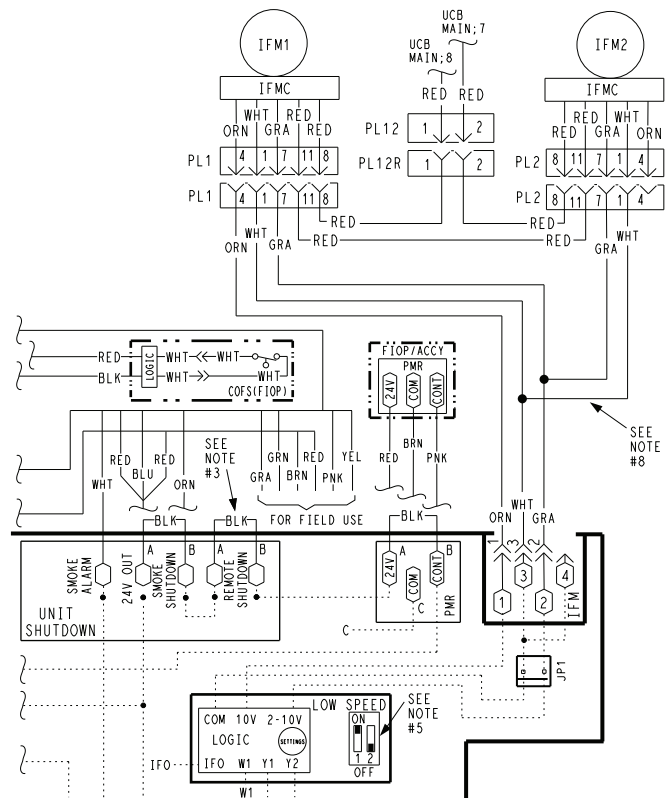 UCB
MAIN;7
UCB
MAIN;8
IFM1
IFM2
IFMC
IFMC
RED RED
WHT RED
ORN GRA RED
PL12 1 2
RED WHT
RED GRA ORN
PL1 4 1 7 11 8
PL12R 1 2
PL2 8 11 7 1 4
PL1 4 1 7 11 8
PL2 8 11 7 1 4
RED RED
RED RED
ORN WHT GRA
GRA WHT
RED LOGIC WHT WHT
BLK WHT WHT
COFS(FIOP)
FIOP/ACCY
PMR
24V COM CONT
SEE
NOTE
#8
SEE
NOTE
#3
WHT RED BLU RED ORN
GRA GRN BRN RED PNK YEL
FOR FIELD USE
RED BRN PNK
BLK BLK BLK
ORN WHT GRA
1 3 2
SMOKE
ALARM
24V OUT
A
SMOKE
SHUTDOWN
B
A
REMOTE
SHUTDOWN
B
UNIT
SHUTDOWN
24V A
COM
C
CONT B
PMR
C
1 3 2 4
IFM
JP1
LOW SPEED
SEE
NOTE
#5
COM 10V 2-10V
LOGIC
SETTINGS
ON
1 2
OFF
IFO
IFO W1 Y1 Y2
W1